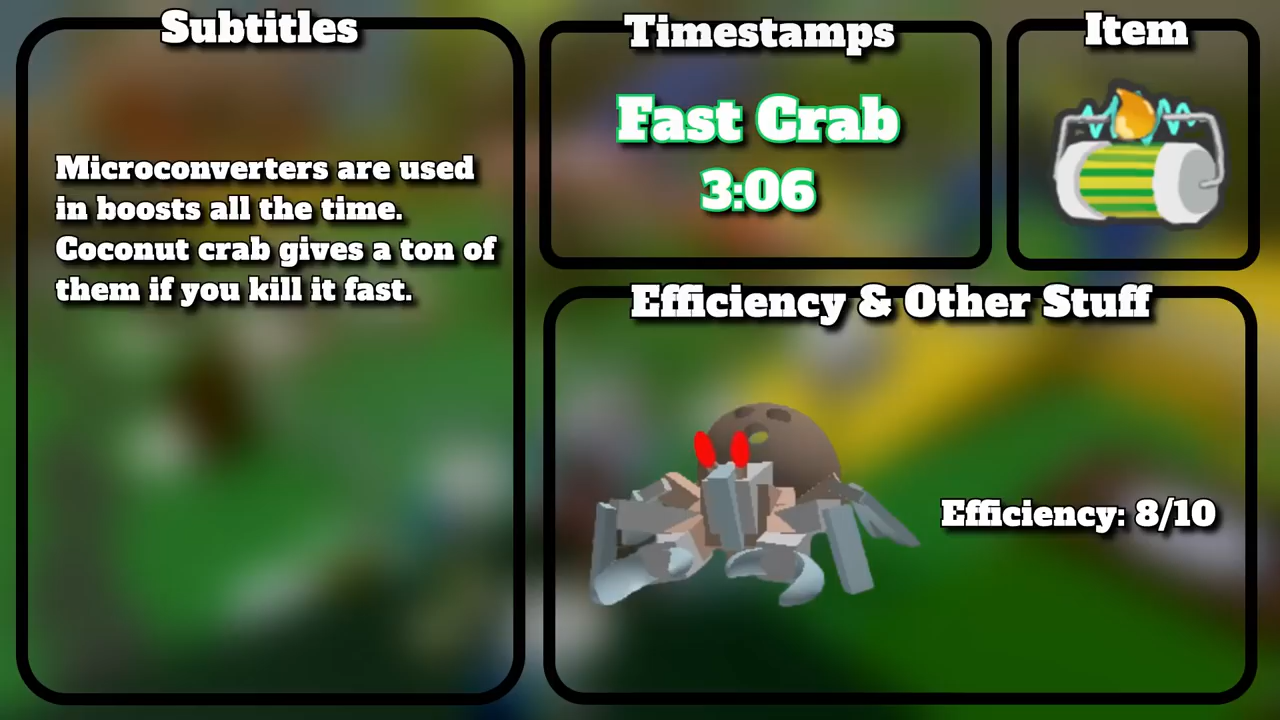 Subtitles
Microconverters are used
in boosts all the time.
Coconut crab gives a ton of
them if you kill it fast.
Timestamps
Fast Crab
3:06
Item
Efficiency & Other Stuff
Efficiency: 8/10